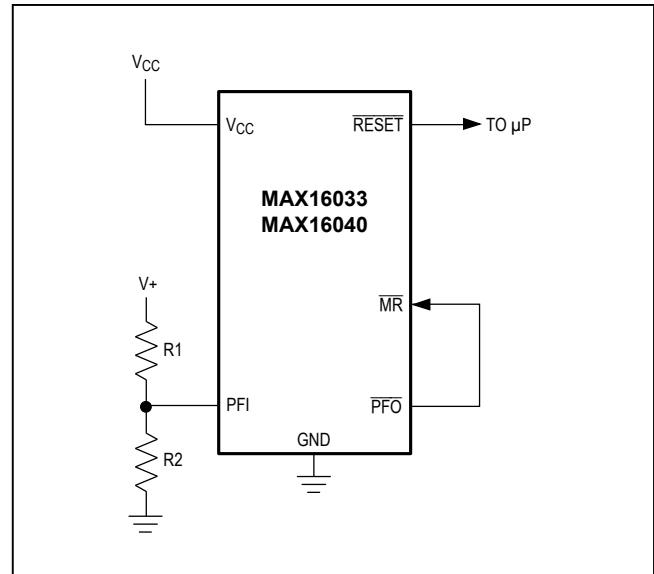 VCC
VCC
RESET
TO µP
MAX16033
MAX16040
V+
R1
MR
PFI
PFO
R2
GND